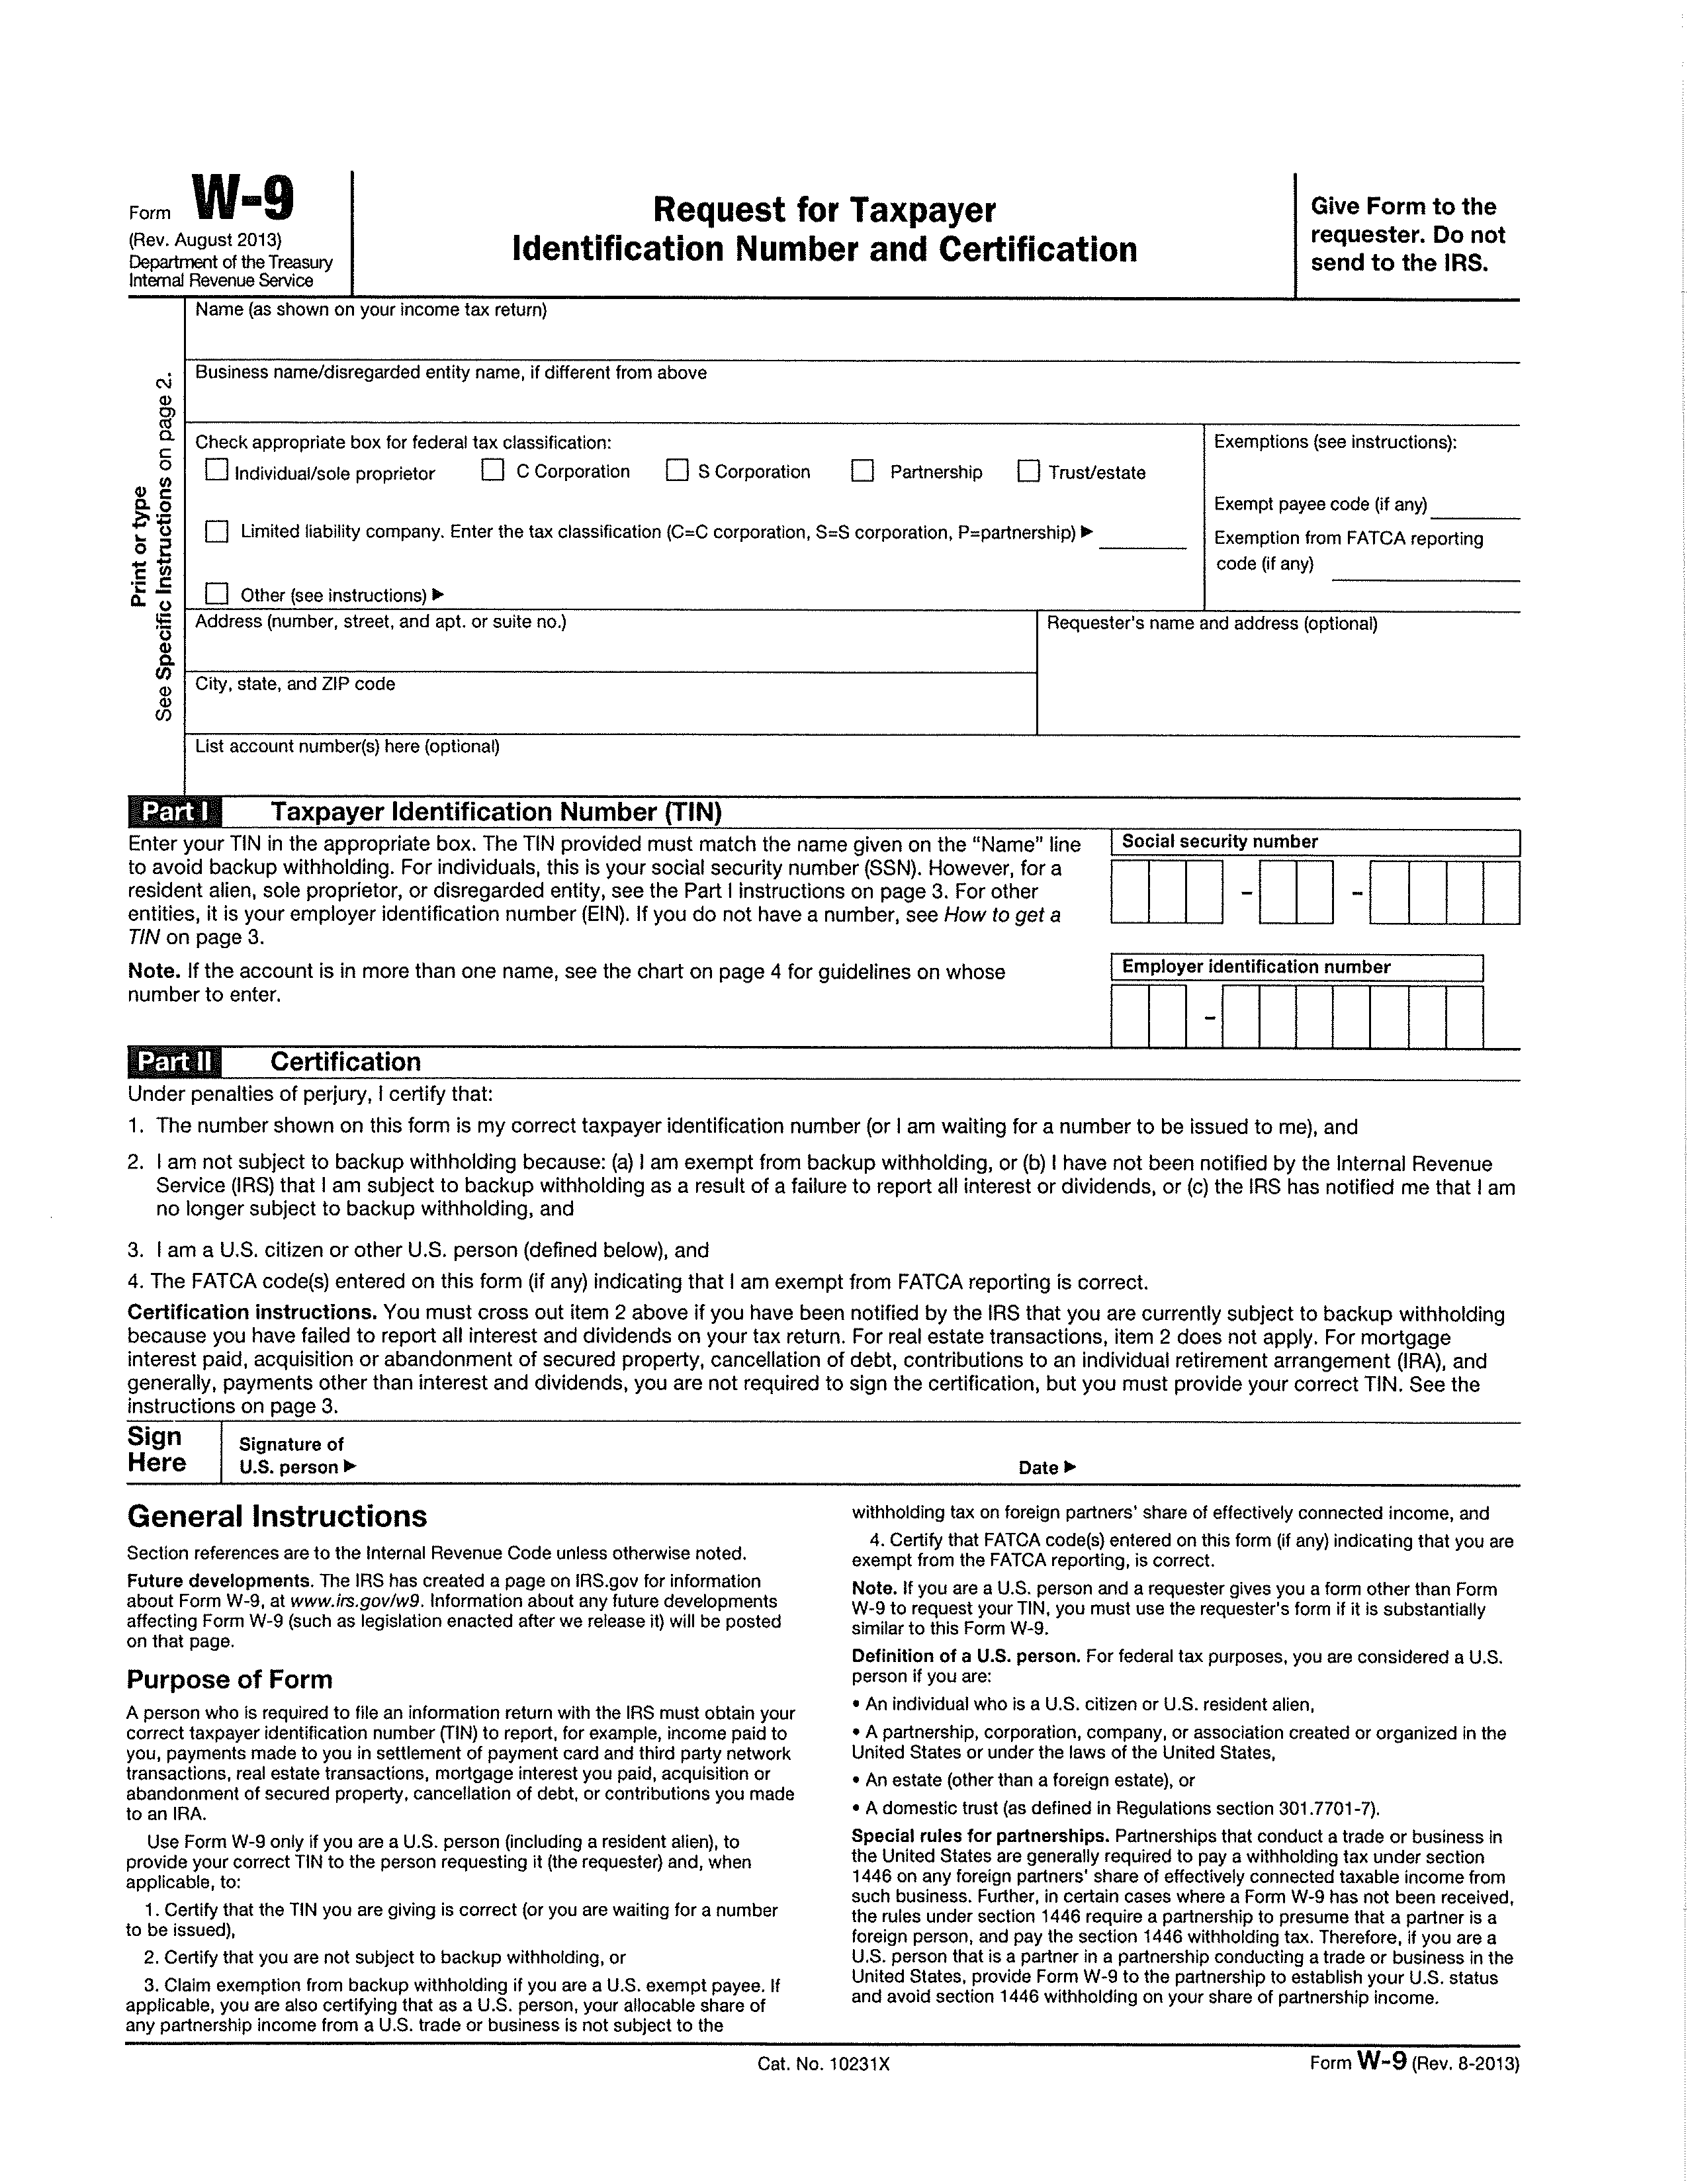 Form W-9
(Rev. August 2013)
Department of the Treasury
Internal Revenue Service
Request for Taxpayer
Identification Number and Certification
Give Form to the
requester. Do not
send to the IRS.
Print or type
See Specific Instructions on page 2.
Name (as shown on your income tax return)
Business name/disregarded entity name, if different from above
Check appropriate box for federal tax classification:
Individual/sole proprietor C Corporation S Corporation Partnership Trust/estate
Limited liability company. Enter the tax classification (C=C corporation, S=S corporation, P=partnership) ▶
Other (see instructions) ▶
Exemptions (see instructions):
Exempt payee code (if any)
Exemption from FATCA reporting
code (if any)
Address (number, street, and apt. or suite no.)
City, state, and ZIP code
Requester's name and address (optional)
List account number(s) here (optional)
Part I Taxpayer Identification Number (TIN)
Enter your TIN in the appropriate box. The TIN provided must match the name given on the “Name” line
to avoid backup withholding. For individuals, this is your social security number (SSN). However, for a
resident alien, sole proprietor, or disregarded entity, see the Part I instructions on page 3. For other
entities, it is your employer identification number (EIN). If you do not have a number, see How to get a
TIN on page 3.
Note. If the account is in more than one name, see the chart on page 4 for guidelines on whose
number to enter.
Social security number
– –
Employer identification number
–
Part II Certification
Under penalties of perjury, I certify that:
1. The number shown on this form is my correct taxpayer identification number (or I am waiting for a number to be issued to me), and
2. I am not subject to backup withholding because: (a) I am exempt from backup withholding, or (b) I have not been notified by the Internal Revenue
Service (IRS) that I am subject to backup withholding as a result of a failure to report all interest or dividends, or (c) the IRS has notified me that I am
no longer subject to backup withholding, and
3. I am a U.S. citizen or other U.S. person (defined below), and
4. The FATCA code(s) entered on this form (if any) indicating that I am exempt from FATCA reporting is correct.
Certification instructions. You must cross out item 2 above if you have been notified by the IRS that you are currently subject to backup withholding
because you have failed to report all interest and dividends on your tax return. For real estate transactions, item 2 does not apply. For mortgage
interest paid, acquisition or abandonment of secured property, cancellation of debt, contributions to an individual retirement arrangement (IRA), and
generally, payments other than interest and dividends, you are not required to sign the certification, but you must provide your correct TIN. See the
instructions on page 3.
Sign
Here
Signature of
U.S. person ▶
Date ▶
General Instructions
Section references are to the Internal Revenue Code unless otherwise noted.
Future developments. The IRS has created a page on IRS.gov for information
about Form W-9, at www.irs.gov/w9. Information about any future developments
affecting Form W-9 (such as legislation enacted after we release it) will be posted
on that page.
Purpose of Form
A person who is required to file an information return with the IRS must obtain your
correct taxpayer identification number (TIN) to report, for example, income paid to
you, payments made to you in settlement of payment card and third party network
transactions, real estate transactions, mortgage interest you paid, acquisition or
abandonment of secured property, cancellation of debt, or contributions you made
to an IRA.
Use Form W-9 only if you are a U.S. person (including a resident alien), to
provide your correct TIN to the person requesting it (the requester) and, when
applicable, to:
1. Certify that the TIN you are giving is correct (or you are waiting for a number
to be issued),
2. Certify that you are not subject to backup withholding, or
3. Claim exemption from backup withholding if you are a U.S. exempt payee. If
applicable, you are also certifying that as a U.S. person, your allocable share of
any partnership income from a U.S. trade or business is not subject to the
withholding tax on foreign partners' share of effectively connected income, and
4. Certify that FATCA code(s) entered on this form (if any) indicating that you are
exempt from the FATCA reporting, is correct.
Note. If you are a U.S. person and a requester gives you a form other than Form
W-9 to request your TIN, you must use the requester's form if it is substantially
similar to this Form W-9.
Definition of a U.S. person. For federal tax purposes, you are considered a U.S.
person if you are:
• An individual who is a U.S. citizen or U.S. resident alien,
• A partnership, corporation, company, or association created or organized in the
United States or under the laws of the United States,
• An estate (other than a foreign estate), or
• A domestic trust (as defined in Regulations section 301.7701-7).
Special rules for partnerships. Partnerships that conduct a trade or business in
the United States are generally required to pay a withholding tax under section
1446 on any foreign partners' share of effectively connected taxable income from
such business. Further, in certain cases where a Form W-9 has not been received,
the rules under section 1446 require a partnership to presume that a partner is a
foreign person, and pay the section 1446 withholding tax. Therefore, if you are a
U.S. person that is a partner in a partnership conducting a trade or business in the
United States, provide Form W-9 to the partnership to establish your U.S. status
and avoid section 1446 withholding on your share of partnership income.
Cat. No. 10231X
Form W-9 (Rev. 8-2013)